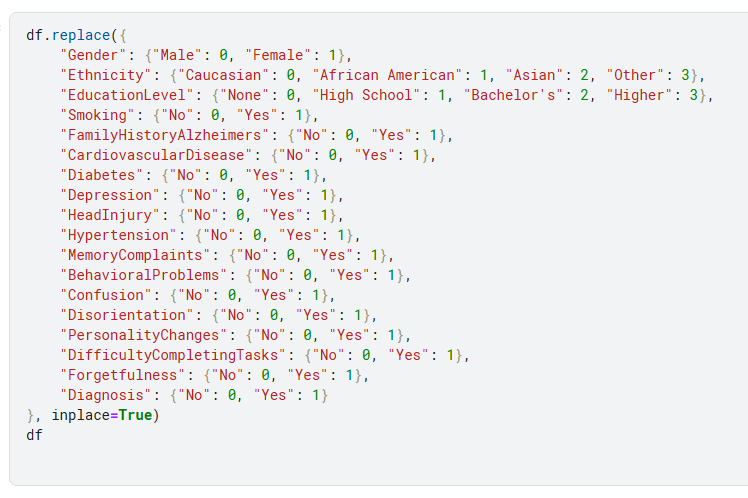 df.replace({
    "Gender": {"Male": 0, "Female": 1},
    "Ethnicity": {"Caucasian": 0, "African American": 1, "Asian": 2, "Other": 3},
    "EducationLevel": {"None": 0, "High School": 1, "Bachelor's": 2, "Higher": 3},
    "Smoking": {"No": 0, "Yes": 1},
    "FamilyHistoryAlzheimers": {"No": 0, "Yes": 1},
    "CardiovascularDisease": {"No": 0, "Yes": 1},
    "Diabetes": {"No": 0, "Yes": 1},
    "Depression": {"No": 0, "Yes": 1},
    "HeadInjury": {"No": 0, "Yes": 1},
    "Hypertension": {"No": 0, "Yes": 1},
    "MemoryComplaints": {"No": 0, "Yes": 1},
    "BehavioralProblems": {"No": 0, "Yes": 1},
    "Confusion": {"No": 0, "Yes": 1},
    "Disorientation": {"No": 0, "Yes": 1},
    "PersonalityChanges": {"No": 0, "Yes": 1},
    "DifficultyCompletingTasks": {"No": 0, "Yes": 1},
    "Forgetfulness": {"No": 0, "Yes": 1},
    "Diagnosis": {"No": 0, "Yes": 1}
}, inplace=True)
df